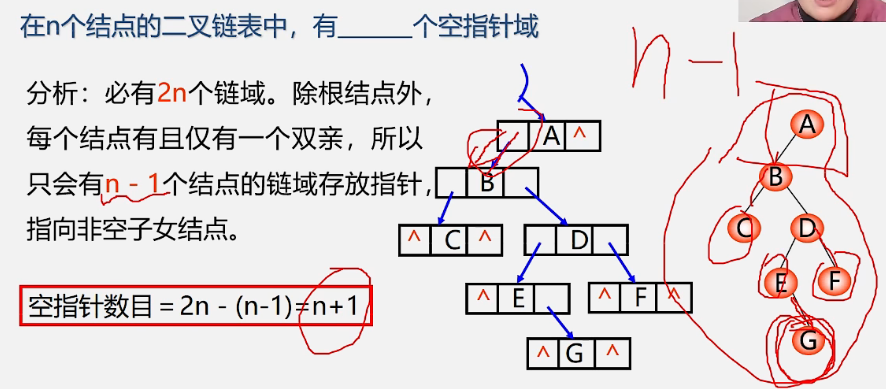 在n个结点的二叉链表中，有______个空指针域
n-1
分析：必有2n个链域。除根结点外，
每个结点有且仅有一个双亲，所以
只会有n-1个结点的链域存放指针，
指向非空子女结点。
空指针数目＝2n-(n-1)=n+1
A ^
B
^ C ^
D
^ E
^ F ^
^ G ^
A
B
C
D
E
F
G